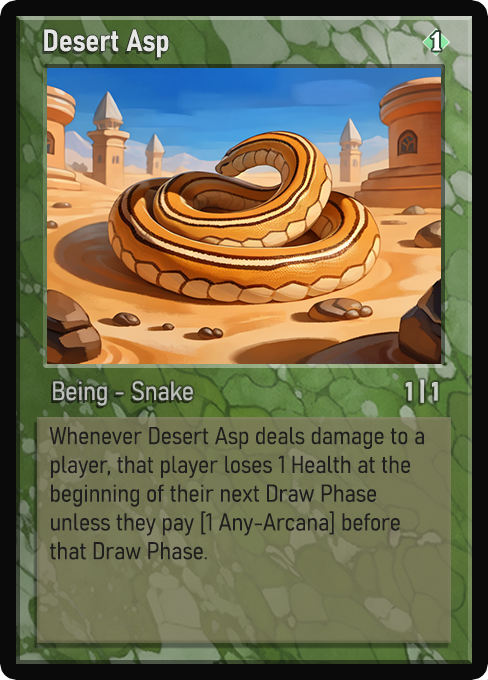 Desert Asp 1
Being - Snake 1|1
Whenever Desert Asp deals damage to a
player, that player loses 1 Health at the
beginning of their next Draw Phase
unless they pay [1 Any-Arcana] before
that Draw Phase.